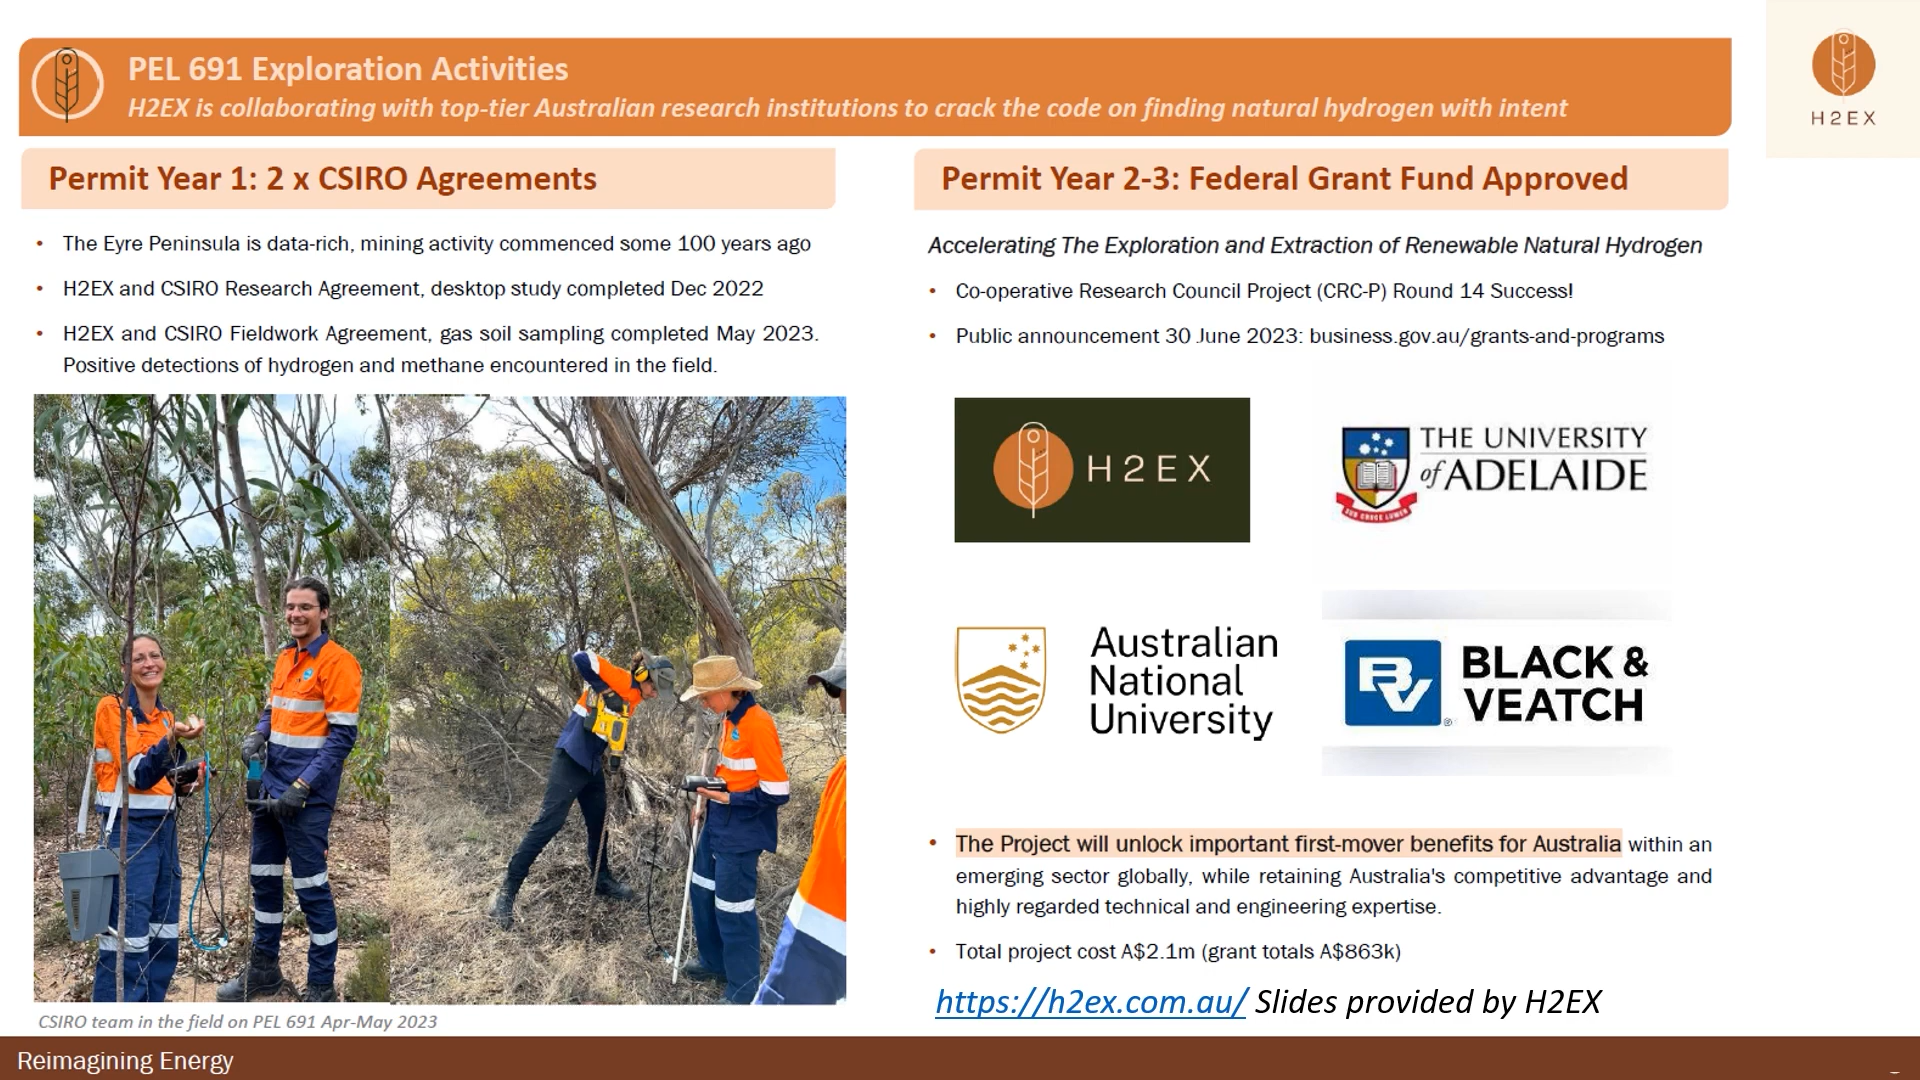 PEL 691 Exploration Activities
H2EX is collaborating with top-tier Australian research institutions to crack the code on finding natural hydrogen with intent
H2EX
Permit Year 1: 2 x CSIRO Agreements
• The Eyre Peninsula is data-rich, mining activity commenced some 100 years ago
• H2EX and CSIRO Research Agreement, desktop study completed Dec 2022
• H2EX and CSIRO Fieldwork Agreement, gas soil sampling completed May 2023.
Positive detections of hydrogen and methane encountered in the field.
CSIRO team in the field on PEL 691 Apr-May 2023
Permit Year 2-3: Federal Grant Fund Approved
Accelerating The Exploration and Extraction of Renewable Natural Hydrogen
• Co-operative Research Council Project (CRC-P) Round 14 Success!
• Public announcement 30 June 2023: business.gov.au/grants-and-programs
H2EX
THE UNIVERSITY
of ADELAIDE
SUB CRUCE LUMEN
Australian
National
University
BV
®
BLACK &
VEATCH
• The Project will unlock important first-mover benefits for Australia within an
emerging sector globally, while retaining Australia's competitive advantage and
highly regarded technical and engineering expertise.
• Total project cost A$2.1m (grant totals A$863k)
https://h2ex.com.au/ Slides provided by H2EX
Reimagining Energy